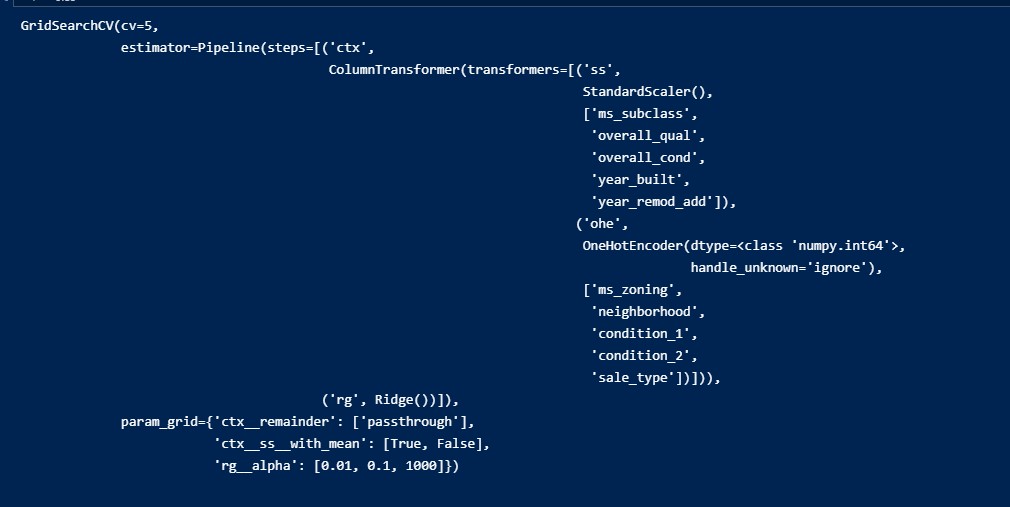 GridSearchCV(cv=5,
             estimator=Pipeline(steps=[('ctx',
                                        ColumnTransformer(transformers=[('ss',
                                                                         StandardScaler(),
                                                                         ['ms_subclass',
                                                                          'overall_qual',
                                                                          'overall_cond',
                                                                          'year_built',
                                                                          'year_remod_add']),
                                                                        ('ohe',
                                                                         OneHotEncoder(dtype=<class 'numpy.int64'>,
                                                                                       handle_unknown='ignore'),
                                                                         ['ms_zoning',
                                                                          'neighborhood',
                                                                          'condition_1',
                                                                          'condition_2',
                                                                          'sale_type'])])),
                                       ('rg', Ridge())]),
             param_grid={'ctx__remainder': ['passthrough'],
                         'ctx__ss__with_mean': [True, False],
                         'rg__alpha': [0.01, 0.1, 1000]})